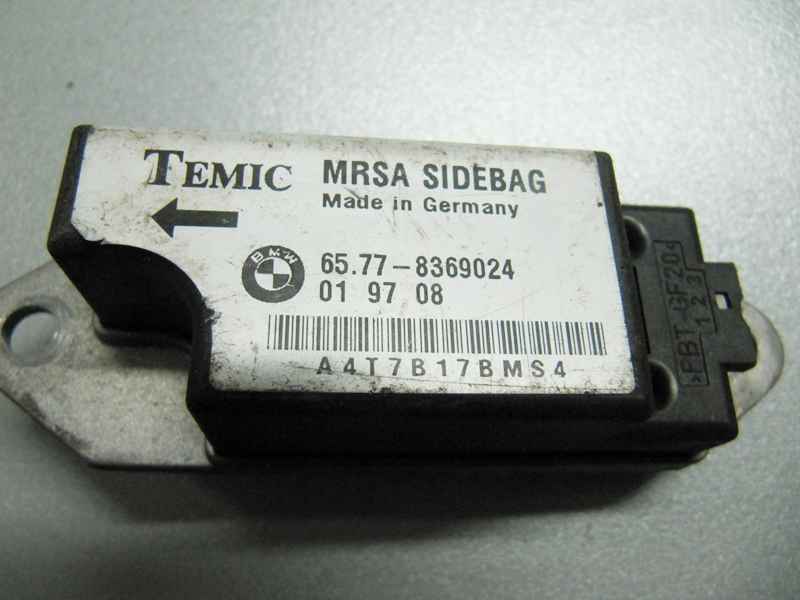 TEMIC
MRSA SIDEBAG
Made in Germany
BMW
65.77-8369024
01 97 08
A4T7B17BMS4
>PBT-GF20<
1 2 3